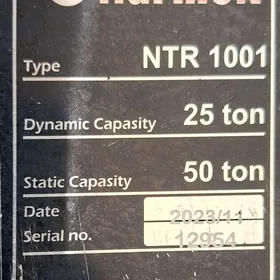 Type NTR 1001
Dynamic Capasity 25 ton
Static Capasity 50 ton
Date 2023/11
Serial no. 12954